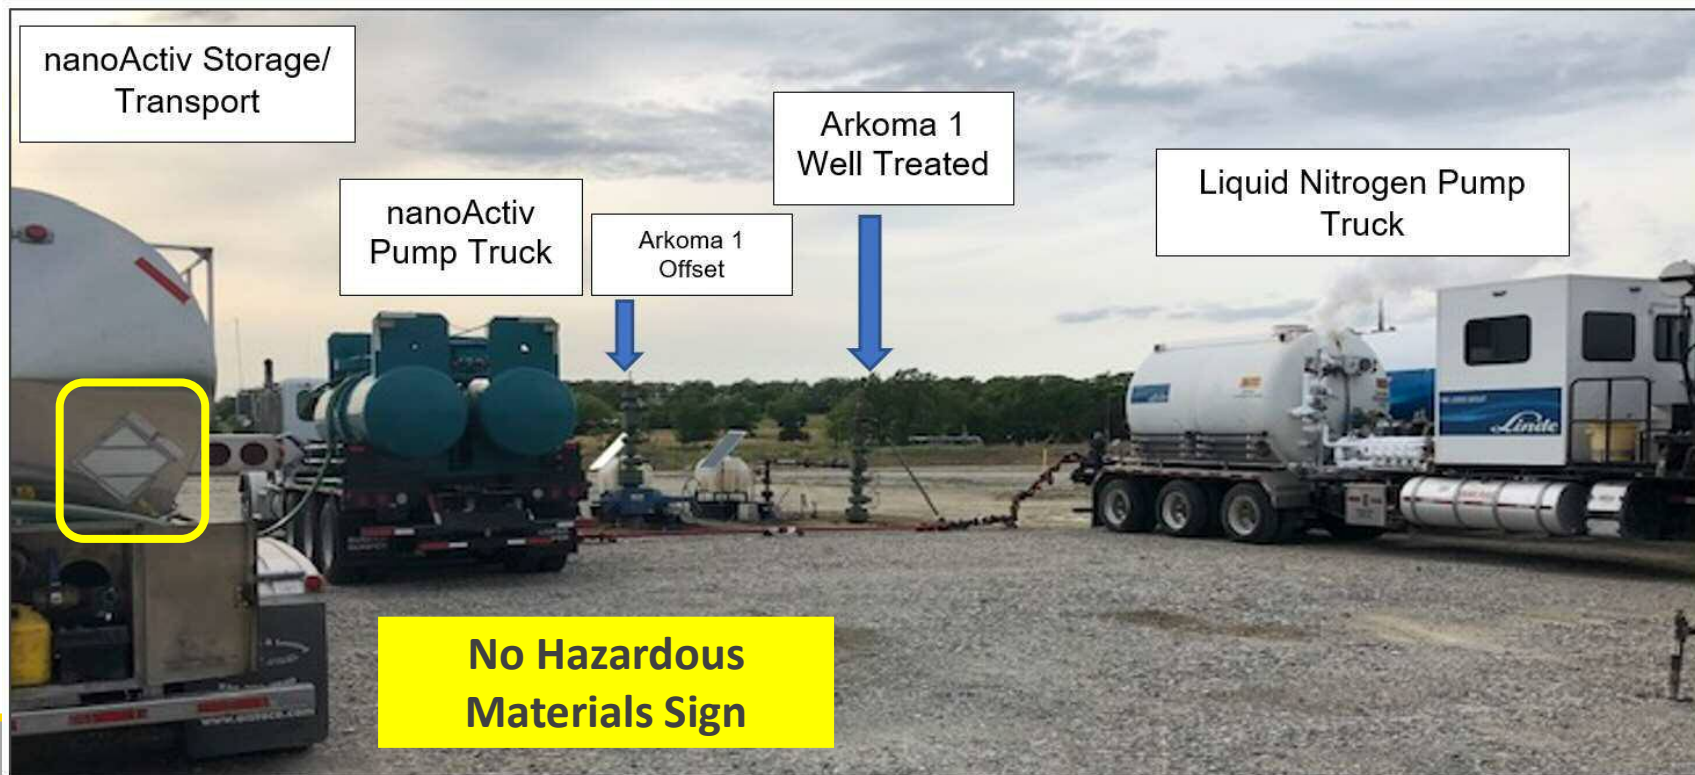 nanoActiv Storage/
Transport
nanoActiv
Pump Truck
Arkoma 1
Offset
Arkoma 1
Well Treated
Liquid Nitrogen Pump
Truck
Linde
No Hazardous
Materials Sign